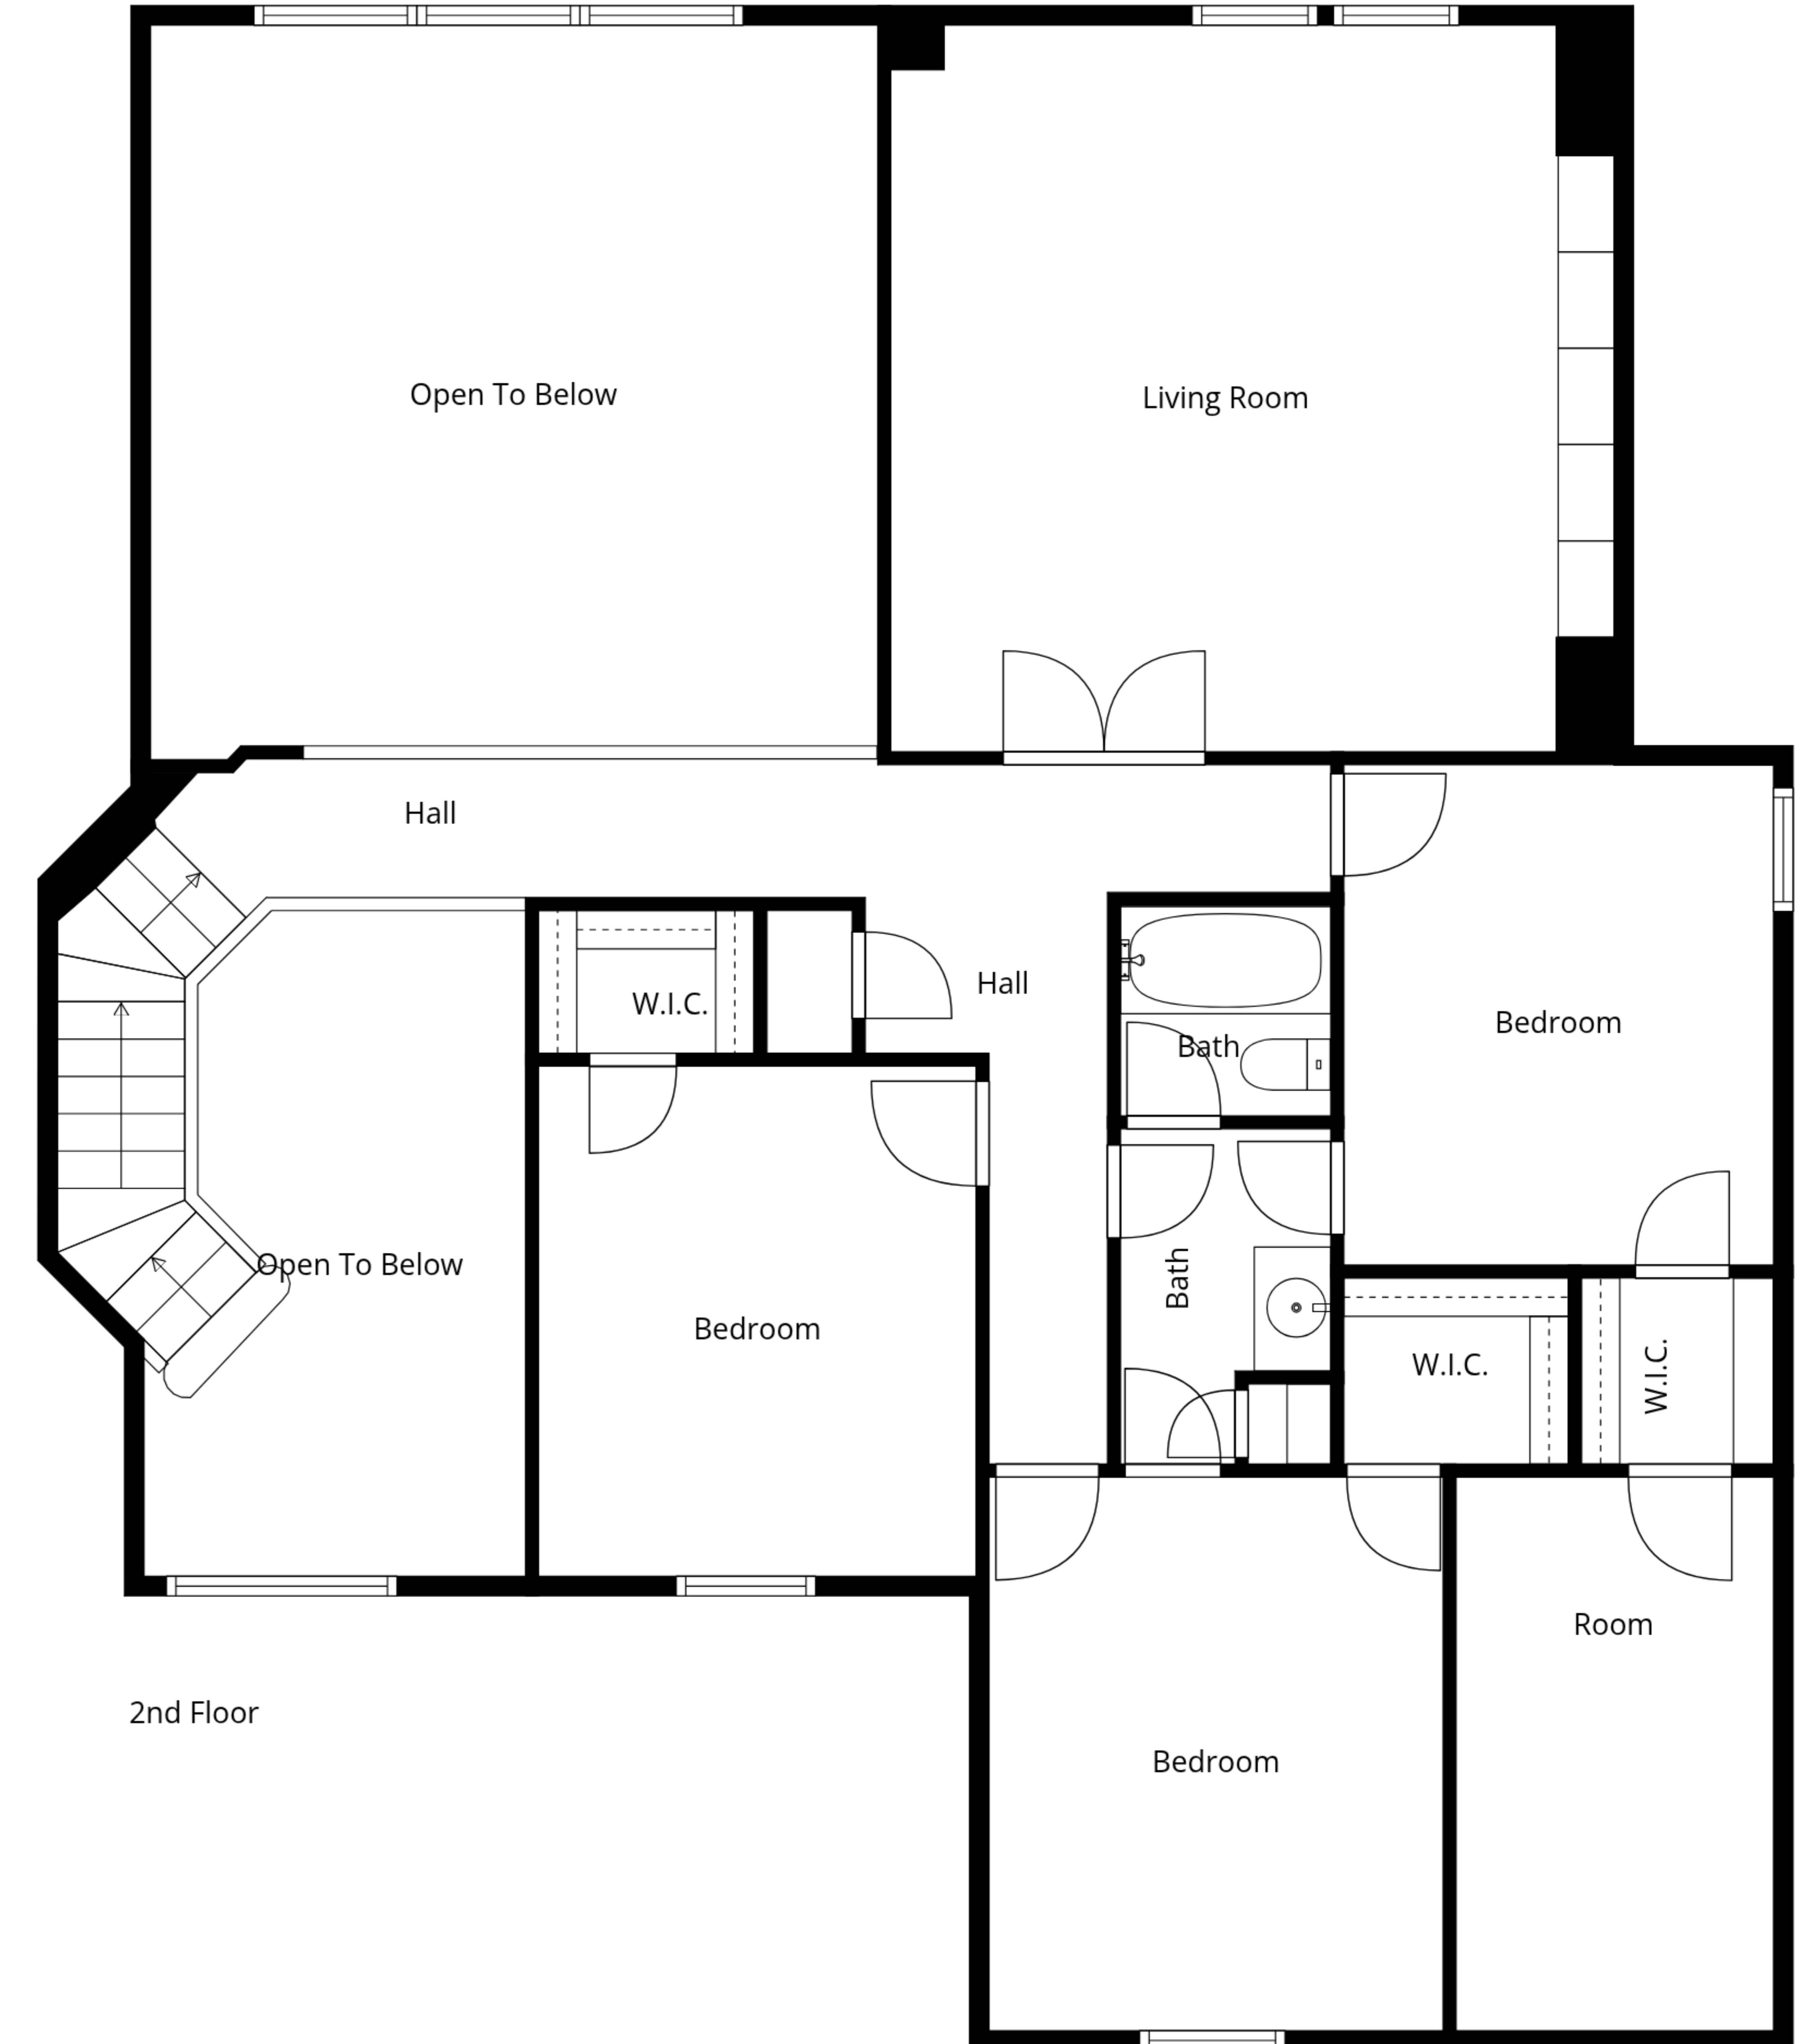 Open To Below
Living Room
Hall
Hall
W.I.C.
Bath
Bedroom
Open To Below
Bedroom
Bath
W.I.C.
W.I.C.
Room
2nd Floor
Bedroom